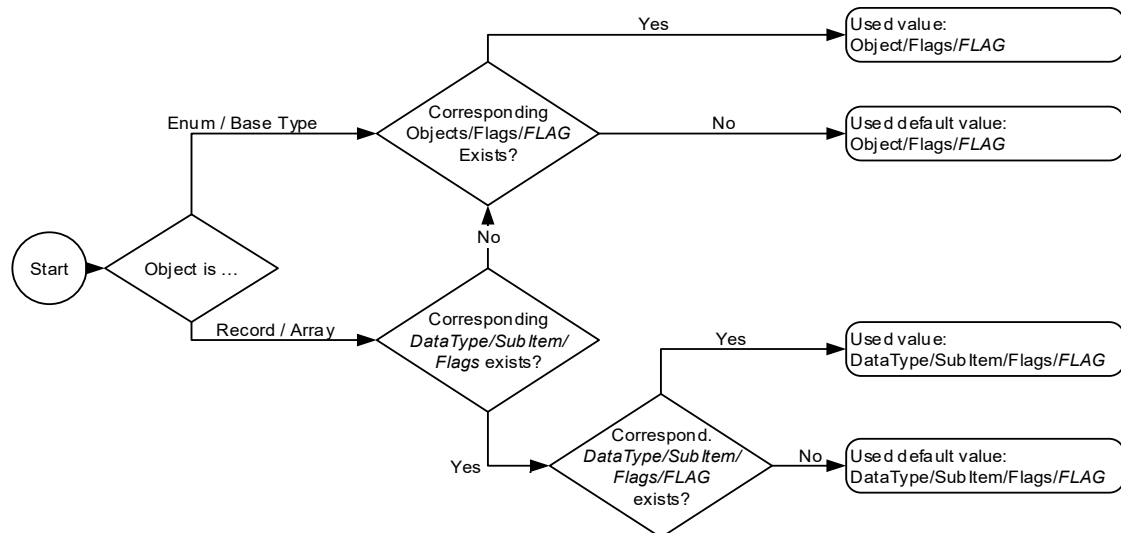 Yes
Used value:
Object/Flags/FLAG
Enum / Base Type
Corresponding
Objects/Flags/FLAG
Exists?
No
Used default value:
Object/Flags/FLAG
No
Start
Object is …
Record / Array
Corresponding
DataType/SubItem/
Flags exists?
Yes
Used value:
DataType/SubItem/Flags/FLAG
Yes
Correspond.
DataType/SubItem/
Flags/FLAG
exists?
No
Used default value:
DataType/SubItem/Flags/FLAG